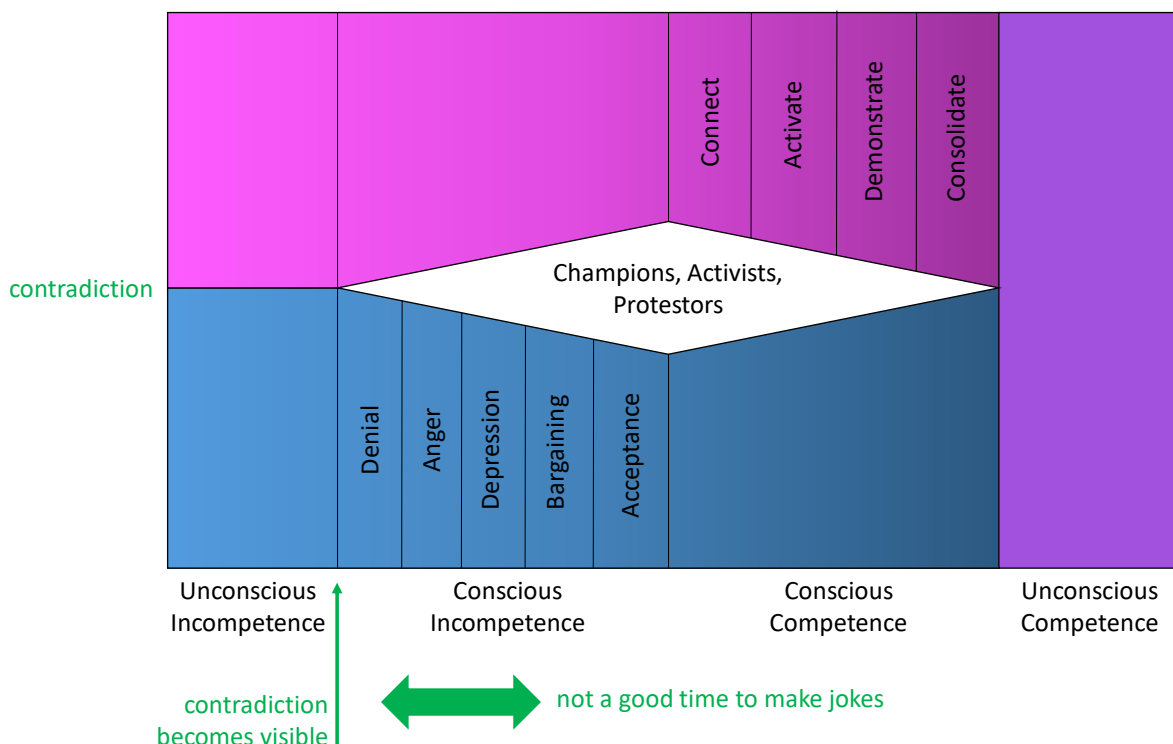 Connect
Activate
Demonstrate
Consolidate
contradiction
Champions, Activists,
Protestors
Denial
Anger
Depression
Bargaining
Acceptance
Unconscious
Incompetence
Conscious
Incompetence
Conscious
Competence
Unconscious
Competence
contradiction
becomes visible
not a good time to make jokes